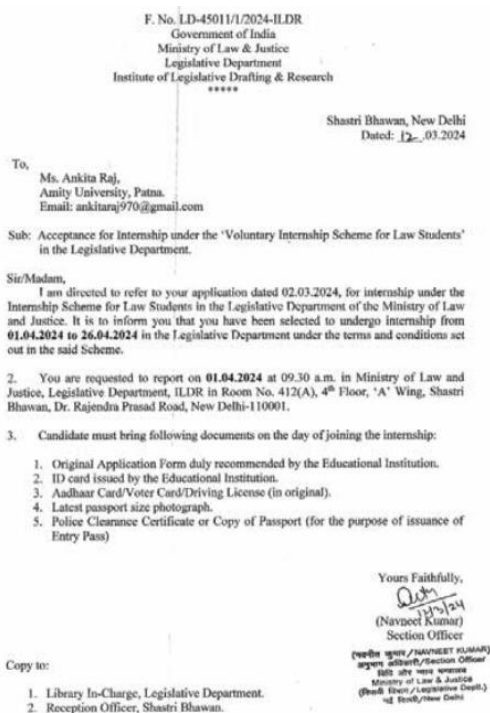 F. No. LD-45011/1/2024-ILDR
Government of India
Ministry of Law & Justice
Legislative Department
Institute of Legislative Drafting & Research
*****
Shastri Bhawan, New Delhi
Dated: 12 .03.2024
To,
Ms. Ankita Raj,
Amity University, Patna.
Email: ankitaraj970@gmail.com
Sub: Acceptance for Internship under the 'Voluntary Internship Scheme for Law Students'
in the Legislative Department.
Sir/Madam,
I am directed to refer to your application dated 02.03.2024, for internship under the
Internship Scheme for Law Students in the Legislative Department of the Ministry of Law
and Justice. It is to inform you that you have been selected to undergo internship from
01.04.2024 to 26.04.2024 in the Legislative Department under the terms and conditions set
out in the said Scheme.
2. You are requested to report on 01.04.2024 at 09.30 a.m. in Ministry of Law and
Justice, Legislative Department, ILDR in Room No. 412(A), 4th Floor, 'A' Wing, Shastri
Bhawan, Dr. Rajendra Prasad Road, New Delhi-110001.
3. Candidate must bring following documents on the day of joining the internship:
1. Original Application Form duly recommended by the Educational Institution.
2. ID card issued by the Educational Institution.
3. Aadhaar Card/Voter Card/Driving License (in original).
4. Latest passport size photograph.
5. Police Clearance Certificate or Copy of Passport (for the purpose of issuance of
Entry Pass)
Yours Faithfully,
12/3/24
(Navneet Kumar)
Section Officer
(नवनीत कुमार/NAVNEET KUMAR)
अनुभाग अधिकारी/Section Officer
विधि और न्याय मंत्रालय
Ministry of Law & Justice
(विधायी विभाग/Legislative Deptt.)
नई दिल्ली/New Delhi
Copy to:
1. Library In-Charge, Legislative Department.
2. Reception Officer, Shastri Bhawan.